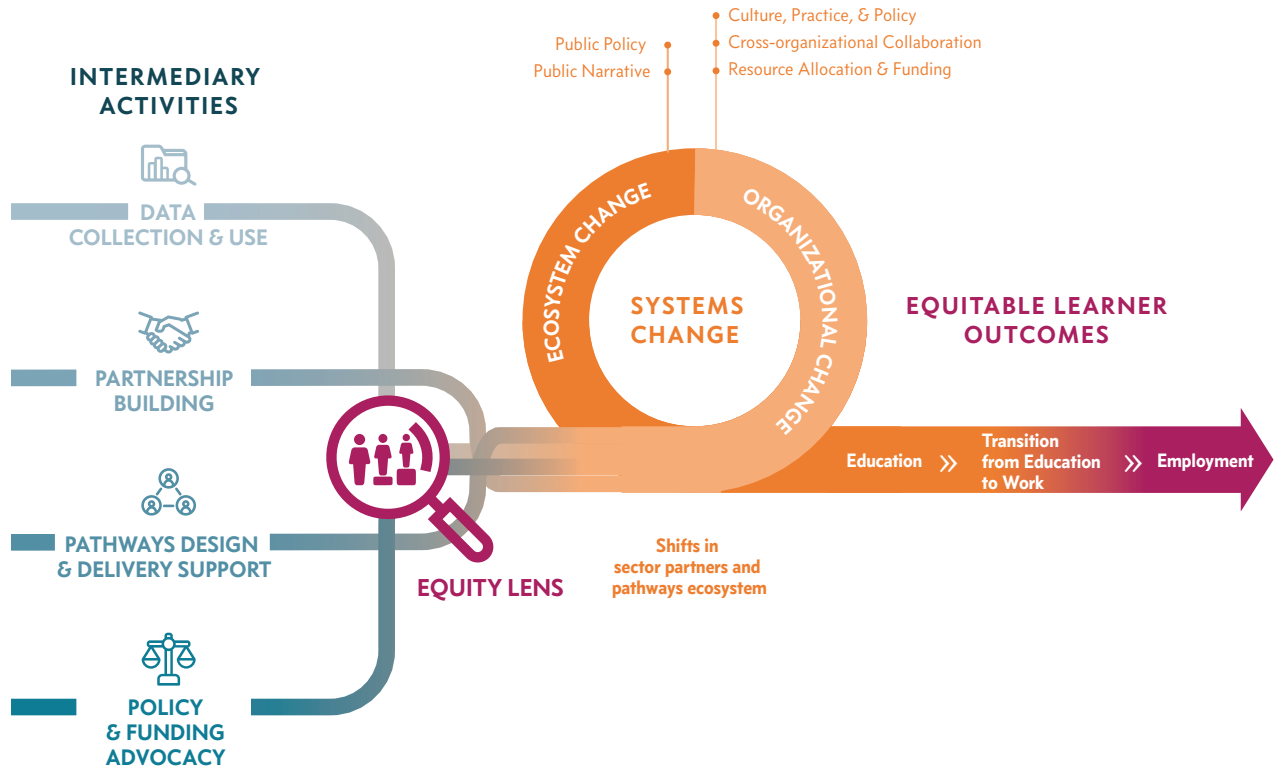 INTERMEDIARY
ACTIVITIES
DATA
COLLECTION & USE
PARTNERSHIP
BUILDING
PATHWAYS DESIGN
& DELIVERY SUPPORT
POLICY
& FUNDING
ADVOCACY
EQUITY LENS
Public Policy
Public Narrative
Culture, Practice, & Policy
Cross-organizational Collaboration
Resource Allocation & Funding
ECOSYSTEM CHANGE
ORGANIZATIONAL CHANGE
SYSTEMS
CHANGE
Shifts in
sector partners and
pathways ecosystem
EQUITABLE LEARNER
OUTCOMES
Education
Transition
from Education
to Work
Employment